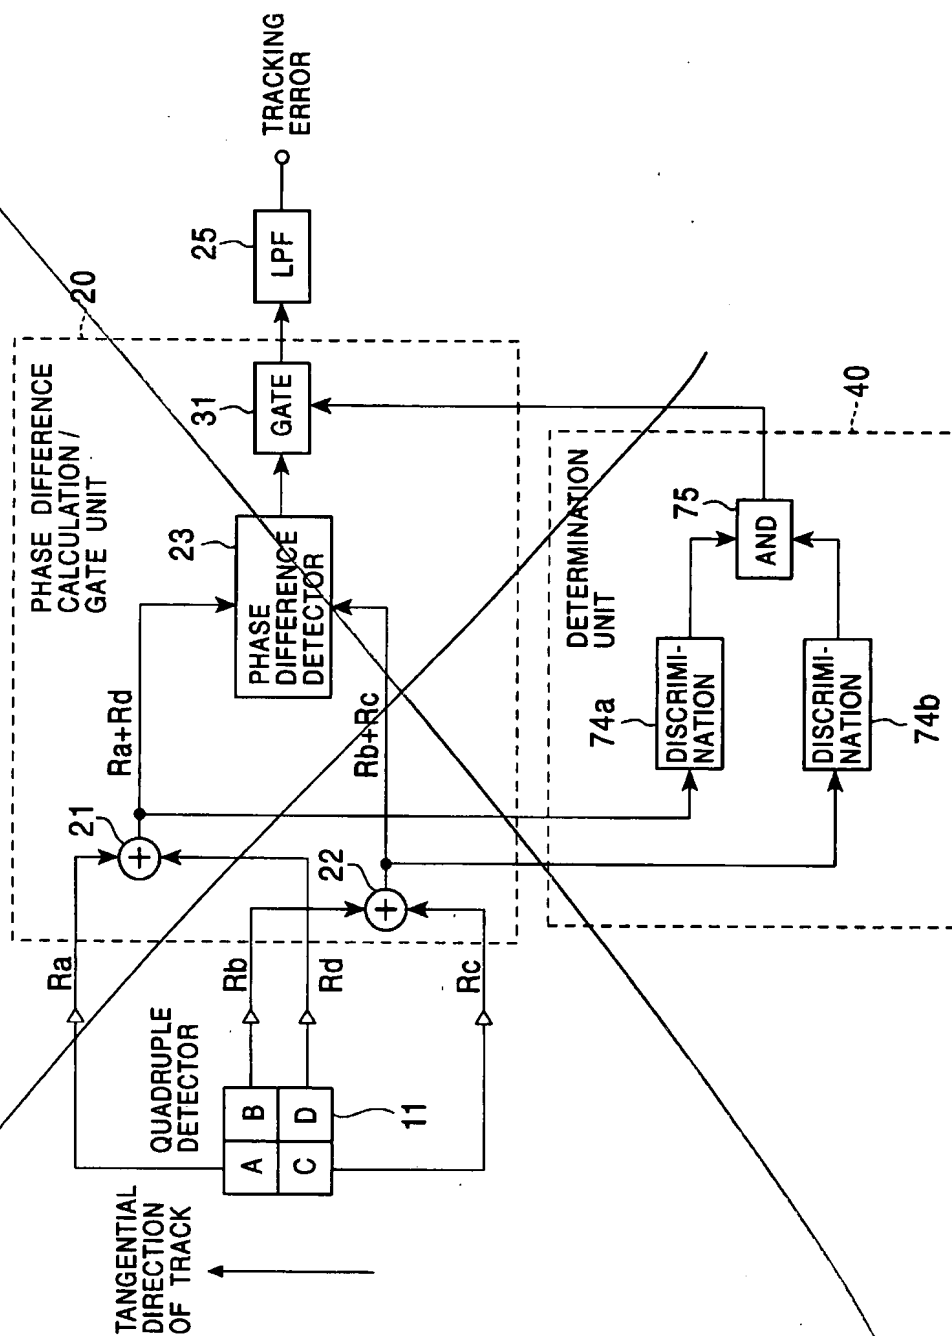 TANGENTIAL
DIRECTION
OF TRACK
QUADRUPLE
DETECTOR
A
B
C
D
11
Ra
Rb
Rd
Rc
21
+
22
+
Ra+Rd
Rb+Rc
PHASE DIFFERENCE
CALCULATION/
GATE UNIT
20
23
PHASE
DIFFERENCE
DETECTOR
31
GATE
25
LPF
TRACKING
ERROR
DETERMINATION
UNIT
40
74a
DISCRIMI-
NATION
74b
DISCRIMI-
NATION
75
AND